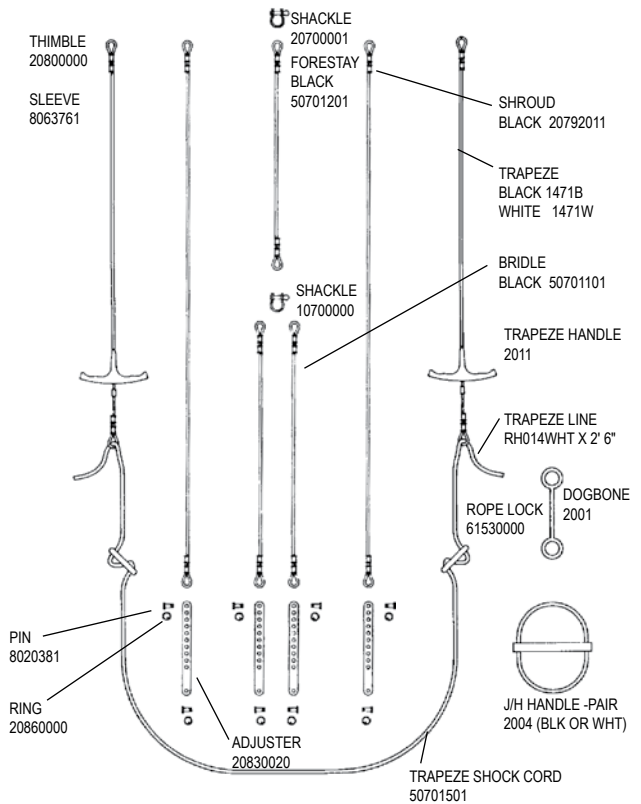 SHACKLE
20700001
THIMBLE
20800000
FORESTAY
BLACK
50701201
SLEEVE
8063761
SHROUD
BLACK 20792011
TRAPEZE
BLACK 1471B
WHITE 1471W
BRIDLE
BLACK 50701101
SHACKLE
10700000
TRAPEZE HANDLE
2011
TRAPEZE LINE
RH014WHT X 2' 6"
DOGBONE
2001
ROPE LOCK
61530000
PIN
8020381
RING
20860000
J/H HANDLE -PAIR
2004 (BLK OR WHT)
ADJUSTER
20830020
TRAPEZE SHOCK CORD
50701501